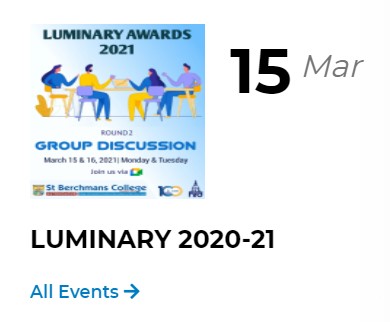 LUMINARY AWARDS
2021
ROUND 2
GROUP DISCUSSION
March 15 & 16, 2021| Monday & Tuesday
Join us via
St Berchmans College
15 Mar
LUMINARY 2020-21
All Events →